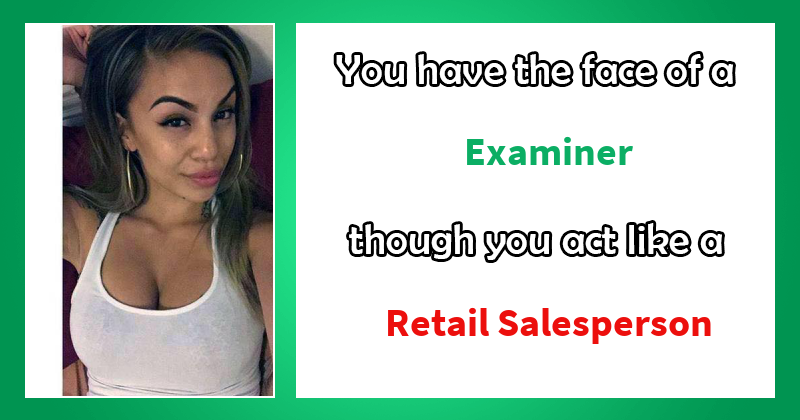 You have the face of a
Examiner
though you act like a
Retail Salesperson